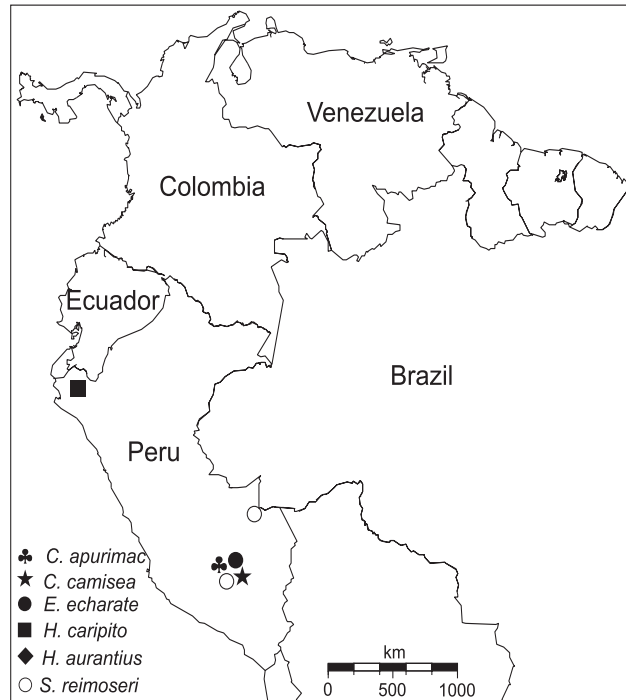 Venezuela
Colombia
Ecuador
Brazil
Peru
C. apurimac
C. camisea
E. echarate
H. caripito
H. aurantius
S. reimoseri
km
0 500 1000